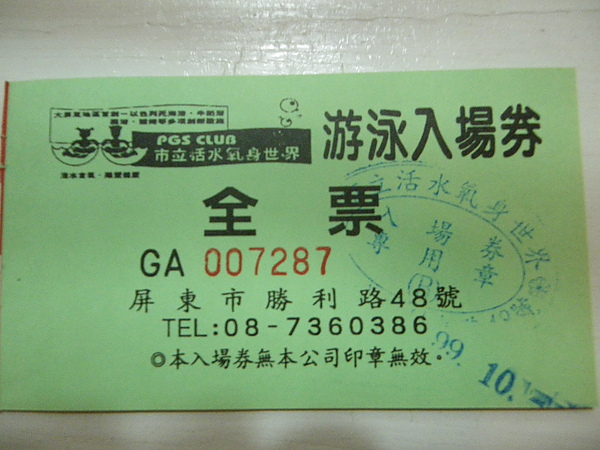 游泳入場券
PGS CLUB
市立活水氧身世界
全票
GA 007287
屏東市勝利路48號
TEL:08-7360386
◎本入場券無本公司印章無效。
市立活水氧身世界
入場券
專用章
(B)
99. 10.